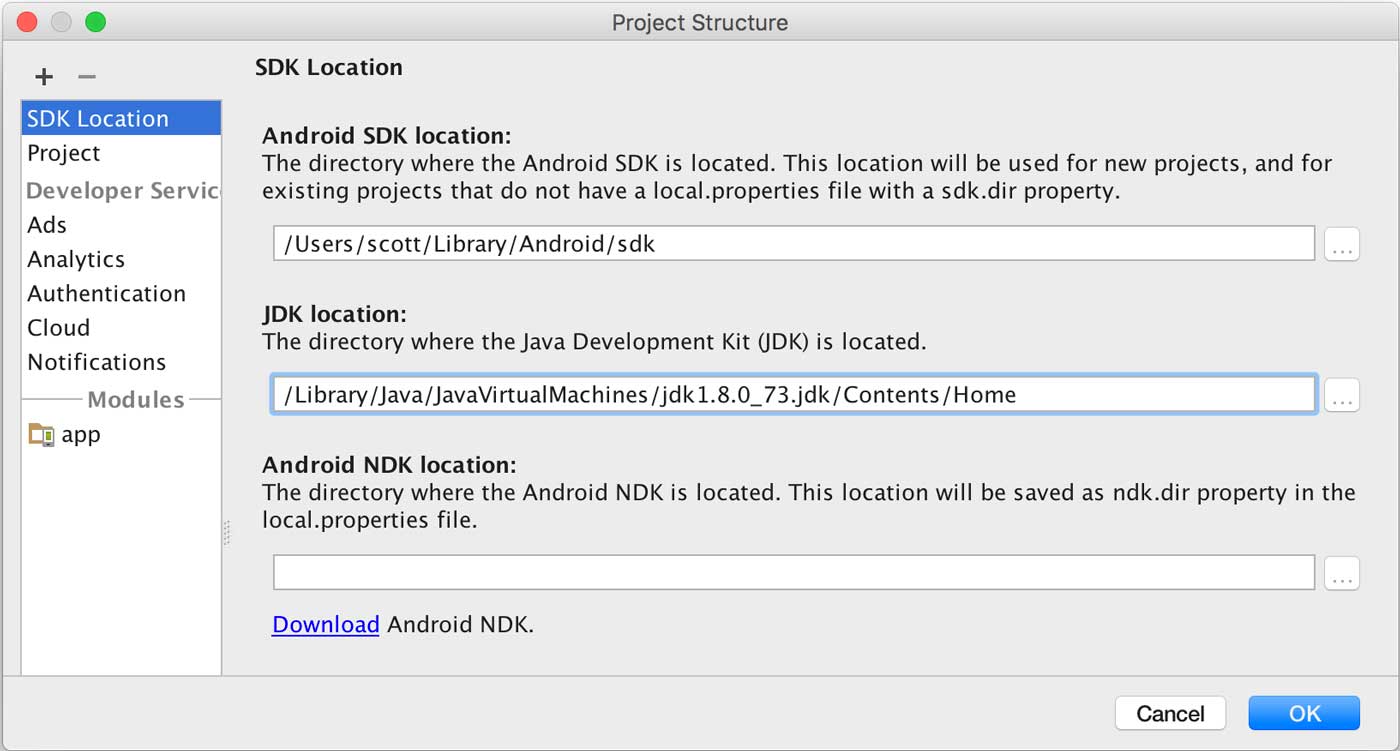 Project Structure
+ −
SDK Location
Project
Developer Servic
Ads
Analytics
Authentication
Cloud
Notifications
Modules
app
SDK Location
Android SDK location:
The directory where the Android SDK is located. This location will be used for new projects, and for
existing projects that do not have a local.properties file with a sdk.dir property.
/Users/scott/Library/Android/sdk
...
JDK location:
The directory where the Java Development Kit (JDK) is located.
/Library/Java/JavaVirtualMachines/jdk1.8.0_73.jdk/Contents/Home
...
Android NDK location:
The directory where the Android NDK is located. This location will be saved as ndk.dir property in the
local.properties file.
...
Download Android NDK.
Cancel
OK